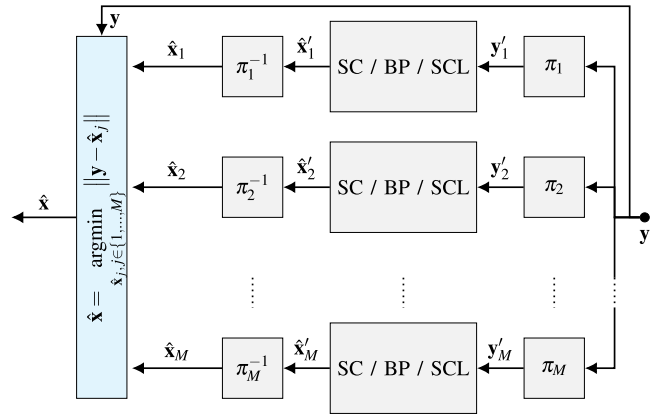 y
x̂₁ π₁⁻¹ x̂′₁ SC / BP / SCL y′₁ π₁
x̂₂ π₂⁻¹ x̂′₂ SC / BP / SCL y′₂ π₂
x̂
x̂ = argmin ‖y − x̂ⱼ‖
x̂ⱼ, j∈{1,...,M}
y
x̂_M π_M⁻¹ x̂′_M SC / BP / SCL y′_M π_M